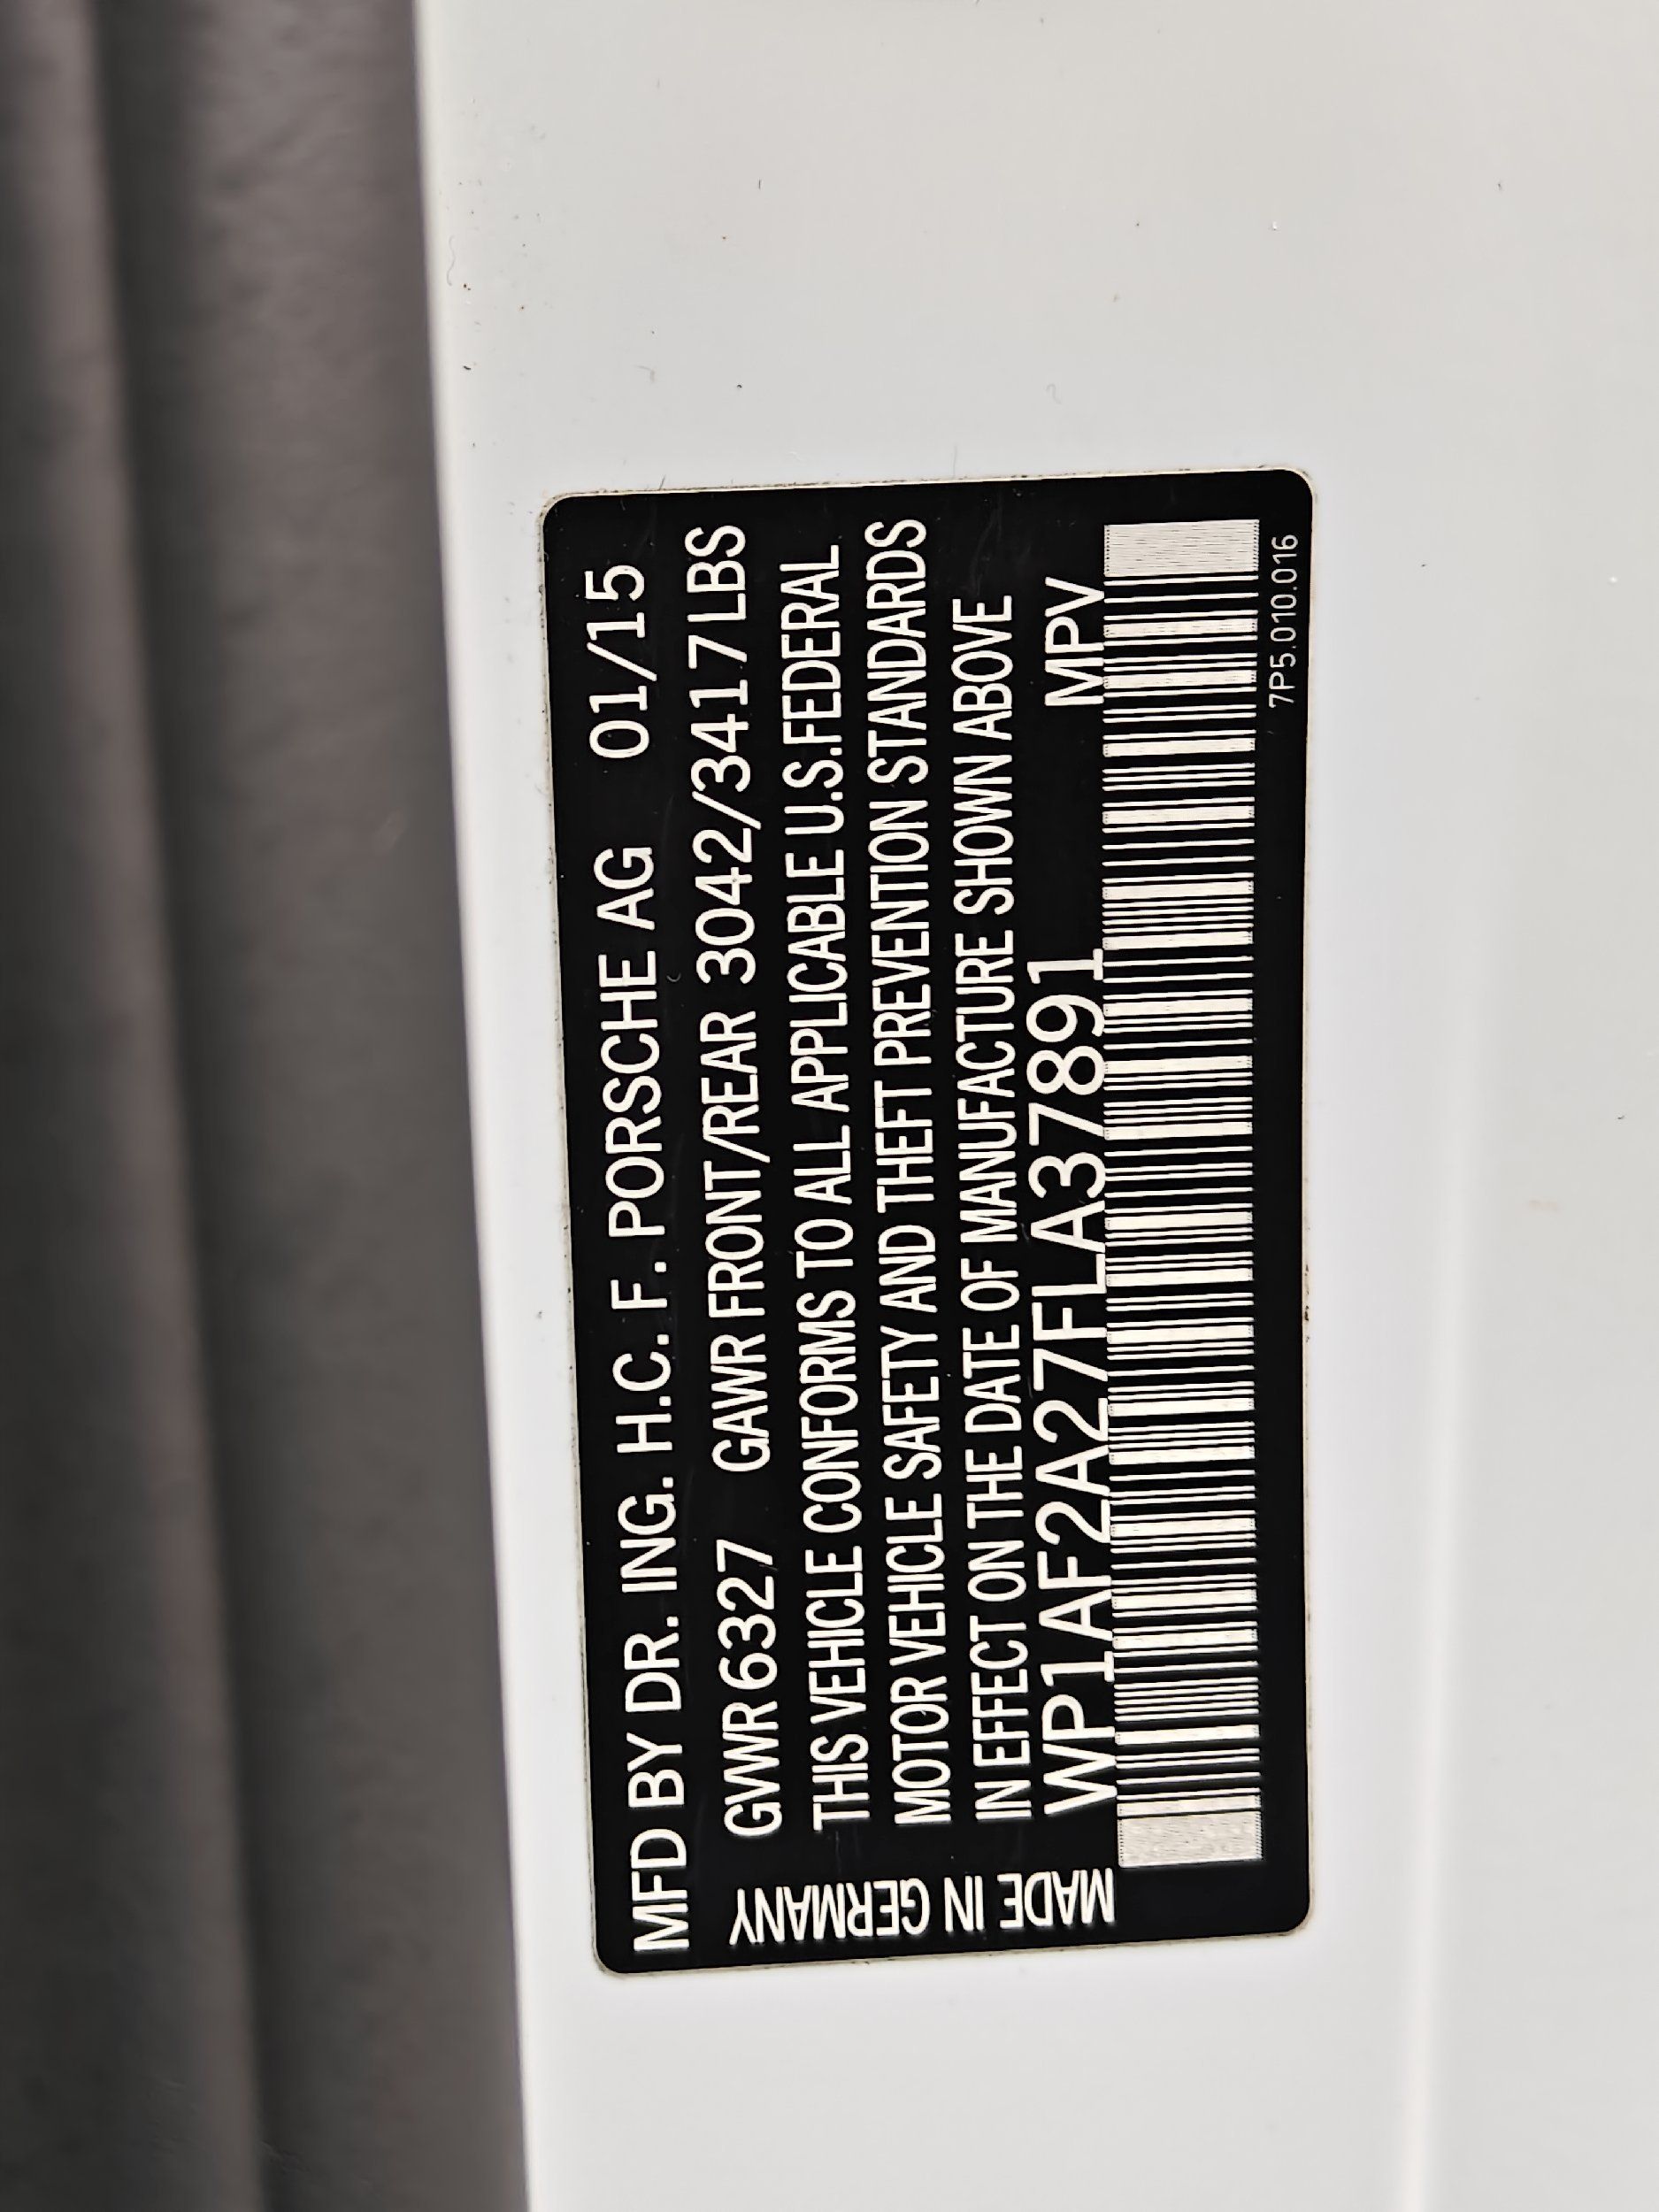 MFD BY DR. ING. H.C. F. PORSCHE AG 01/15
GVWR 6327 GAWR FRONT/REAR 3042/3417LBS
THIS VEHICLE CONFORMS TO ALL APPLICABLE U.S.FEDERAL
MOTOR VEHICLE SAFETY AND THEFT PREVENTION STANDARDS
IN EFFECT ON THE DATE OF MANUFACTURE SHOWN ABOVE
WP1AF2A27FLA37891 MPV
MADE IN GERMANY
7P5.010.016